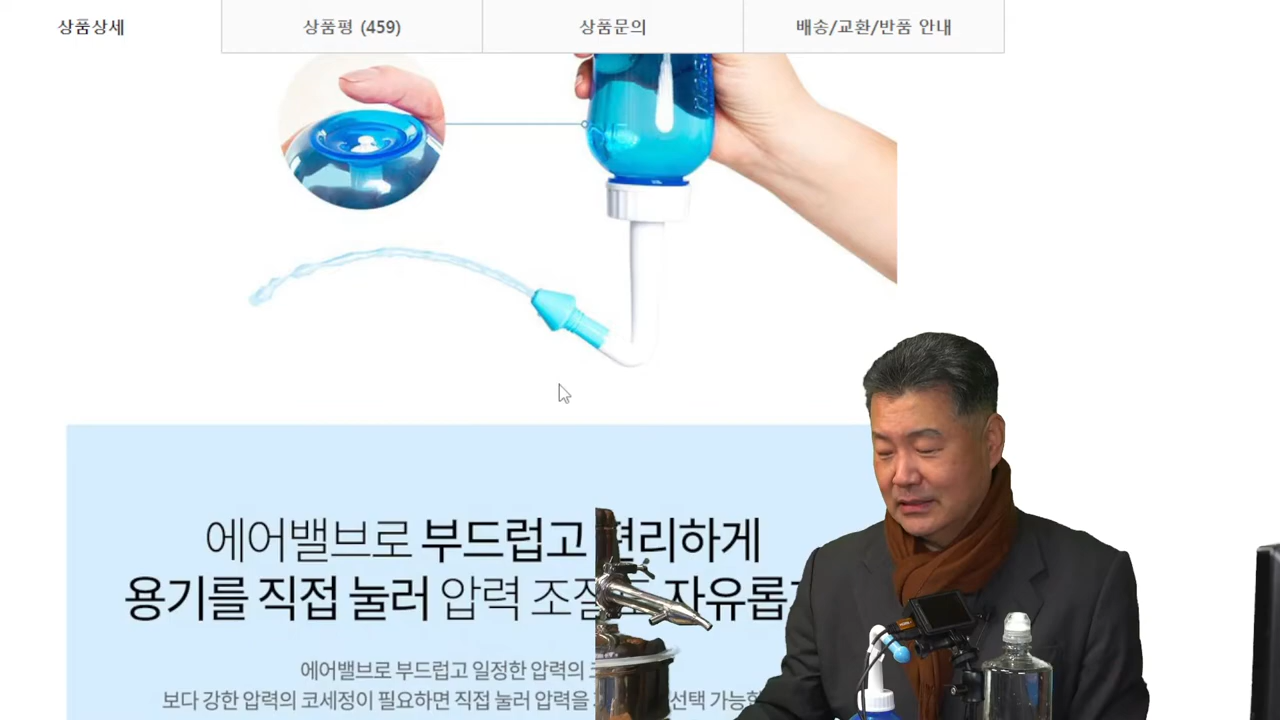 상품상세
상품평 (459)
상품문의
배송/교환/반품 안내
에어밸브로 부드럽고 편리하게
용기를 직접 눌러 압력 조절도 자유롭
에어밸브로 부드럽고 일정한 압력의
보다 강한 압력의 코세정이 필요하면 직접 눌러 압력을 선택 가능